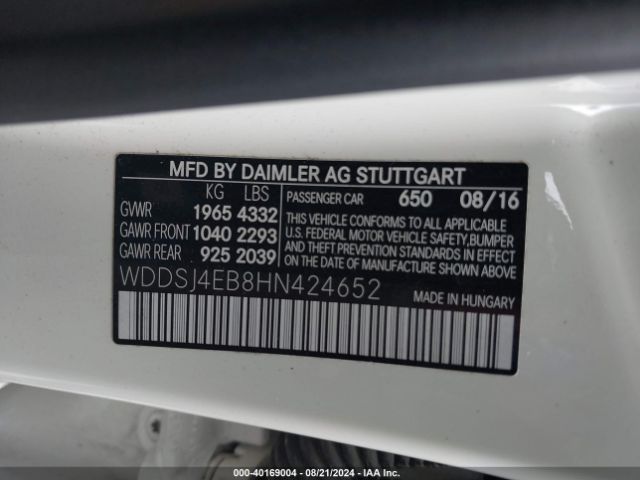 MFD BY DAIMLER AG STUTTGART
KG LBS
GVWR 1965 4332
GAWR FRONT 1040 2293
GAWR REAR 925 2039
PASSENGER CAR 650 08/16
THIS VEHICLE CONFORMS TO ALL APPLICABLE
U.S. FEDERAL MOTOR VEHICLE SAFETY,BUMPER
AND THEFT PREVENTION STANDARDS IN EFFECT
ON THE DATE OF MANUFACTURE SHOWN ABOVE.
WDDSJ4EB8HN424652
MADE IN HUNGARY
000-40169004 - 08/21/2024 - IAA Inc.